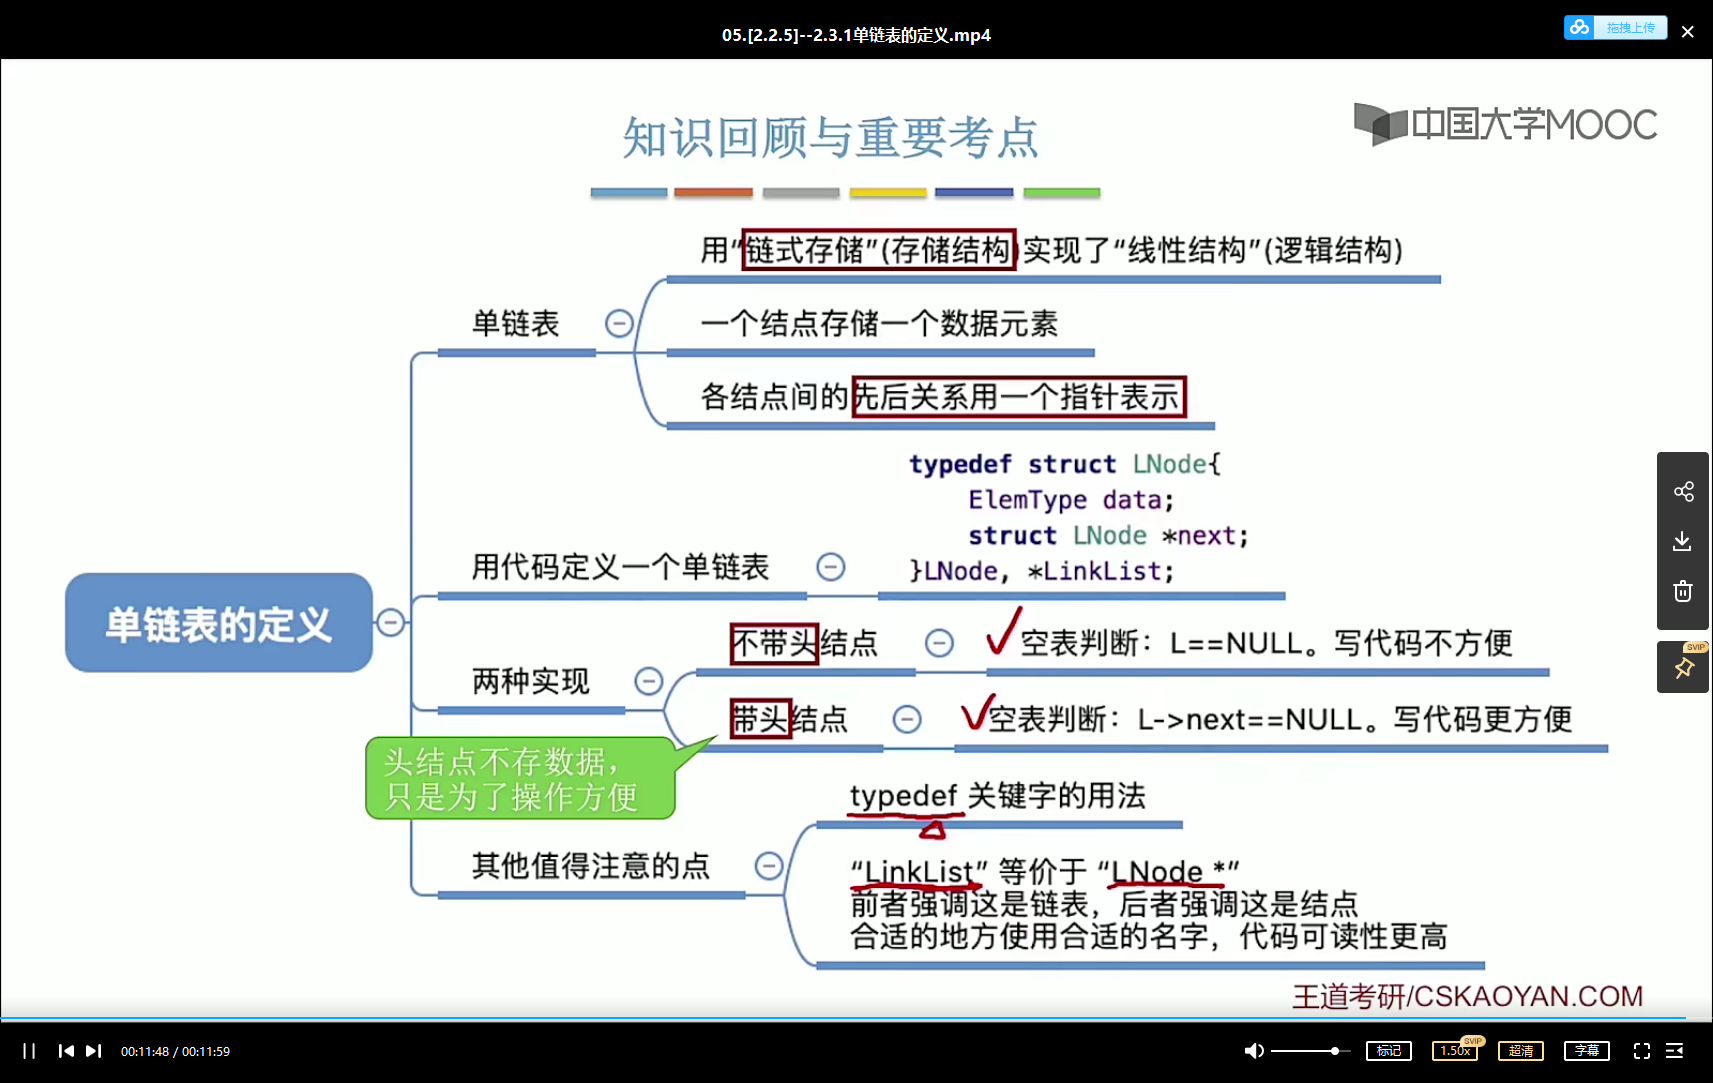 05.[2.2.5]--2.3.1单链表的定义.mp4
拖拽上传
知识回顾与重要考点
中国大学MOOC
用“链式存储”(存储结构)实现了“线性结构”(逻辑结构)
单链表
一个结点存储一个数据元素
各结点间的先后关系用一个指针表示
typedef struct LNode{
ElemType data;
struct LNode *next;
}LNode, *LinkList;
用代码定义一个单链表
单链表的定义
不带头结点
空表判断：L==NULL。写代码不方便
两种实现
带头结点
空表判断：L->next==NULL。写代码更方便
头结点不存数据，
只是为了操作方便
typedef 关键字的用法
其他值得注意的点
“LinkList” 等价于 “LNode *”
前者强调这是链表，后者强调这是结点
合适的地方使用合适的名字，代码可读性更高
王道考研/CSKAOYAN.COM
SVIP
00:11:48 / 00:11:59
标记
1.50x
SVIP
超清
字幕